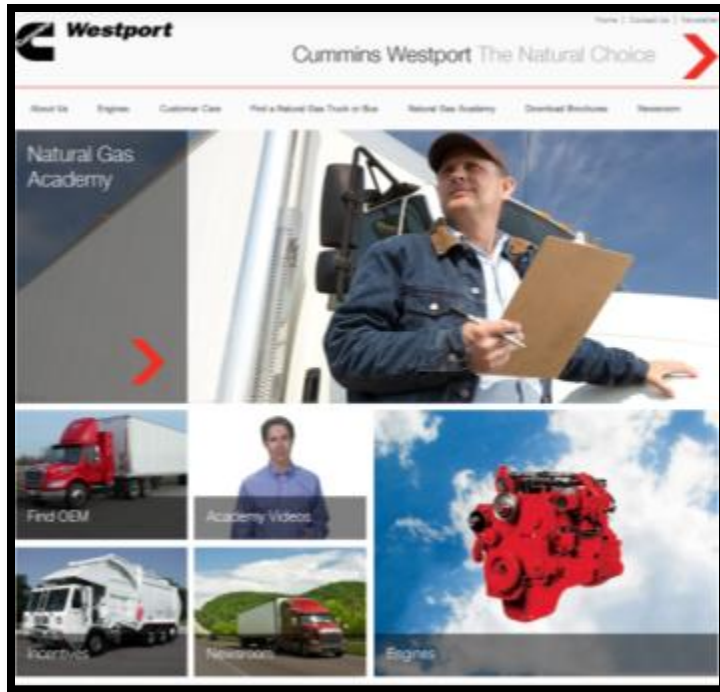 Home | Contact Us | Newsletter
Westport
Cummins Westport The Natural Choice
About Us Engines Customer Care Find a Natural Gas Truck or Bus Natural Gas Academy Download Brochures Newsroom
Natural Gas
Academy
Find OEM
Academy Videos
Incentives
Newsroom
Engines